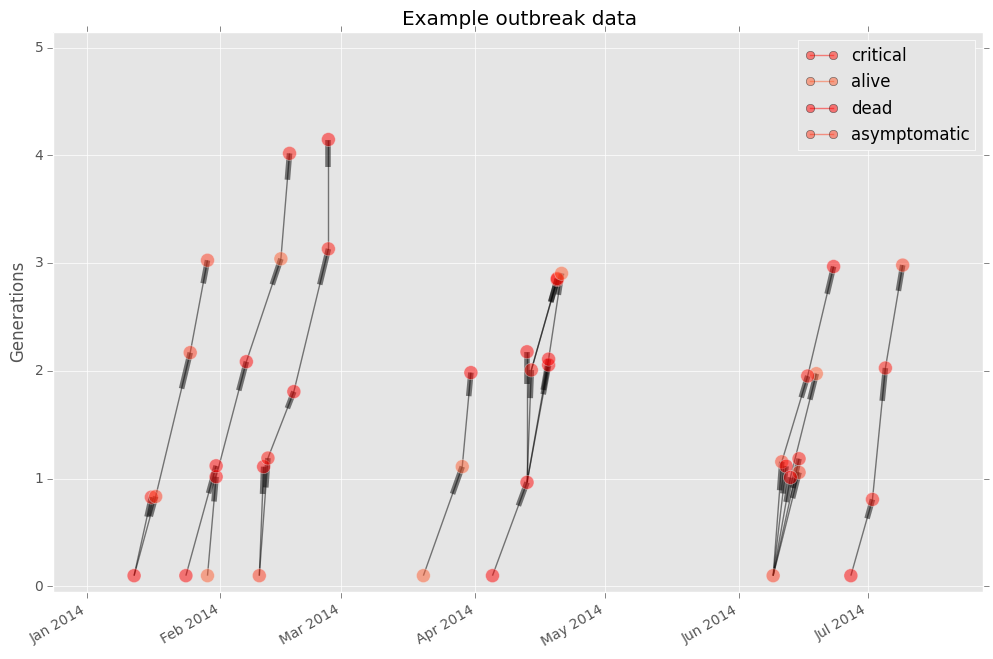 Example outbreak data
5
4
3
2
1
0
Generations
critical
alive
dead
asymptomatic
Jan 2014
Feb 2014
Mar 2014
Apr 2014
May 2014
Jun 2014
Jul 2014